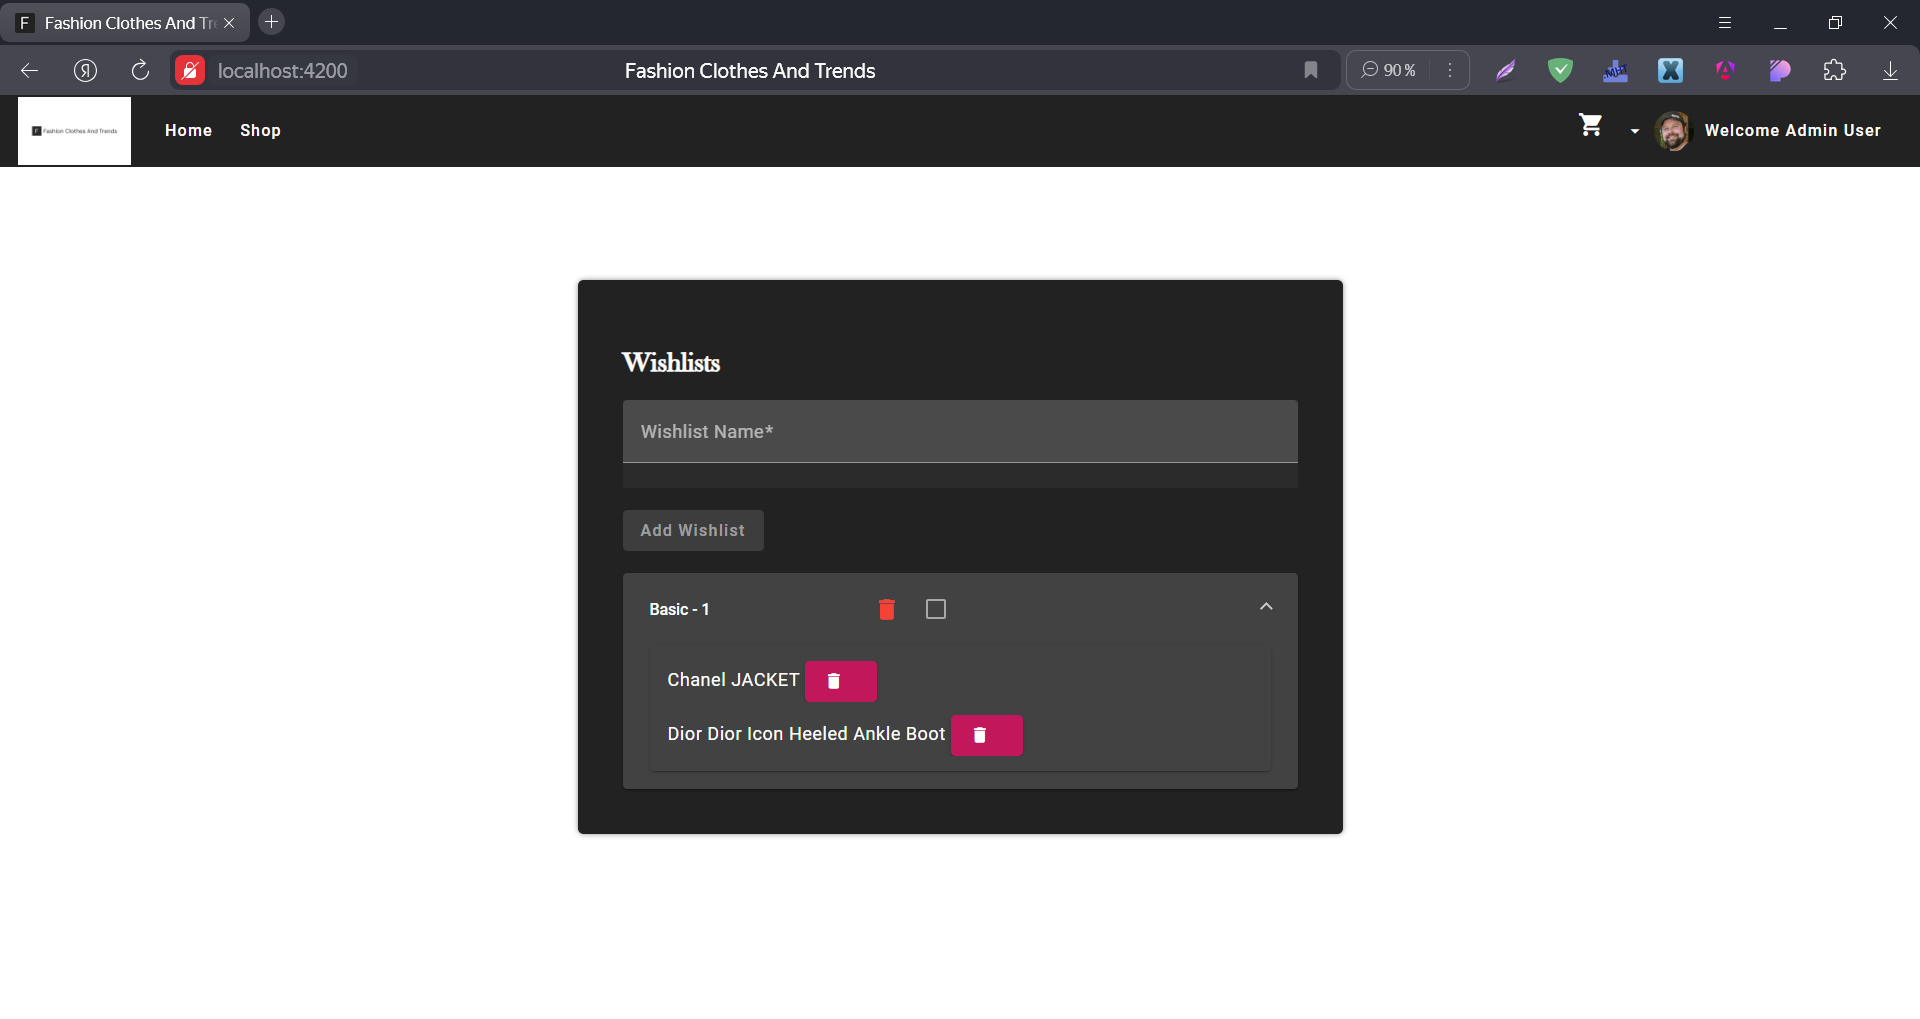 F Fashion Clothes And Tr
localhost:4200
Fashion Clothes And Trends
90 %
F Fashion Clothes And Trends
Home
Shop
Welcome Admin User
Wishlists
Wishlist Name*
Add Wishlist
Basic - 1
Chanel JACKET
Dior Dior Icon Heeled Ankle Boot